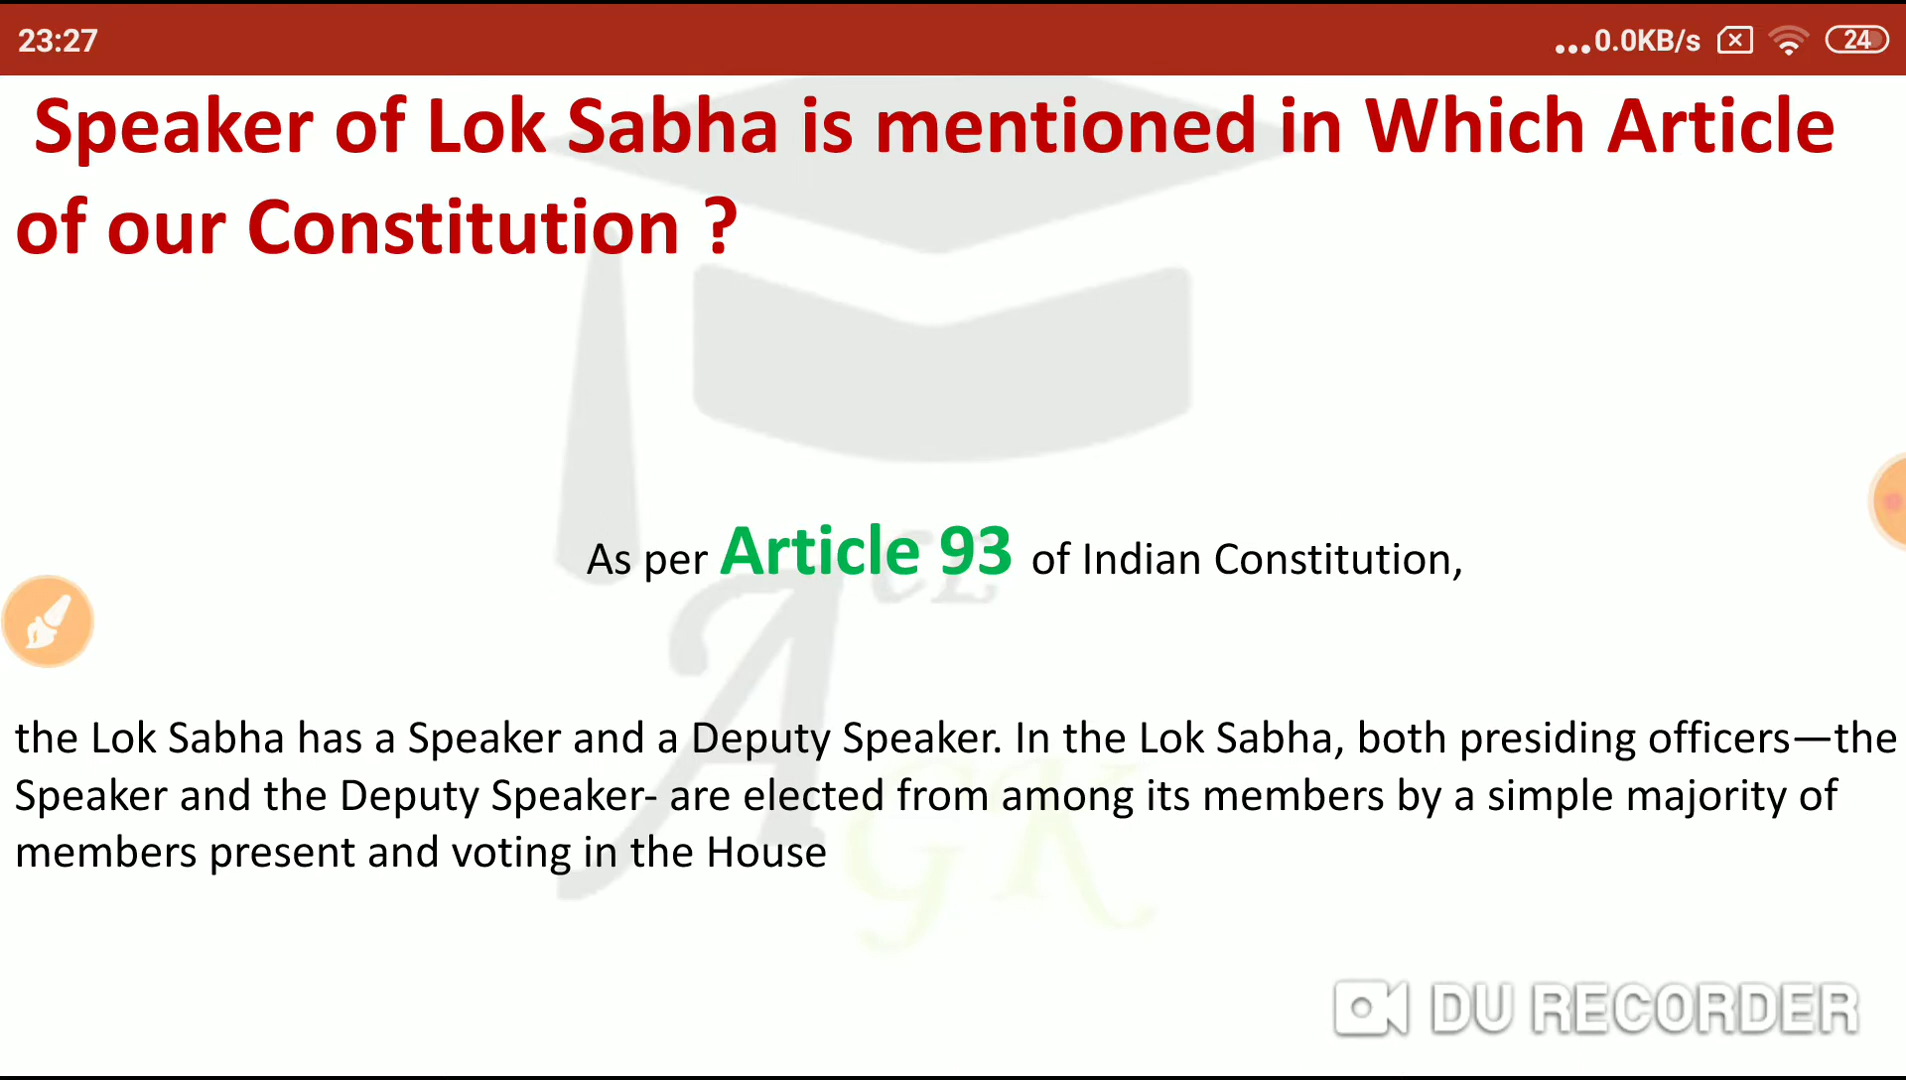 23:27
...0.0KB/s
24
Speaker of Lok Sabha is mentioned in Which Article
of our Constitution ?
As per Article 93 of Indian Constitution,
ACE
the Lok Sabha has a Speaker and a Deputy Speaker. In the Lok Sabha, both presiding officers—the
Speaker and the Deputy Speaker- are elected from among its members by a simple majority of
members present and voting in the House
GK
DU RECORDER